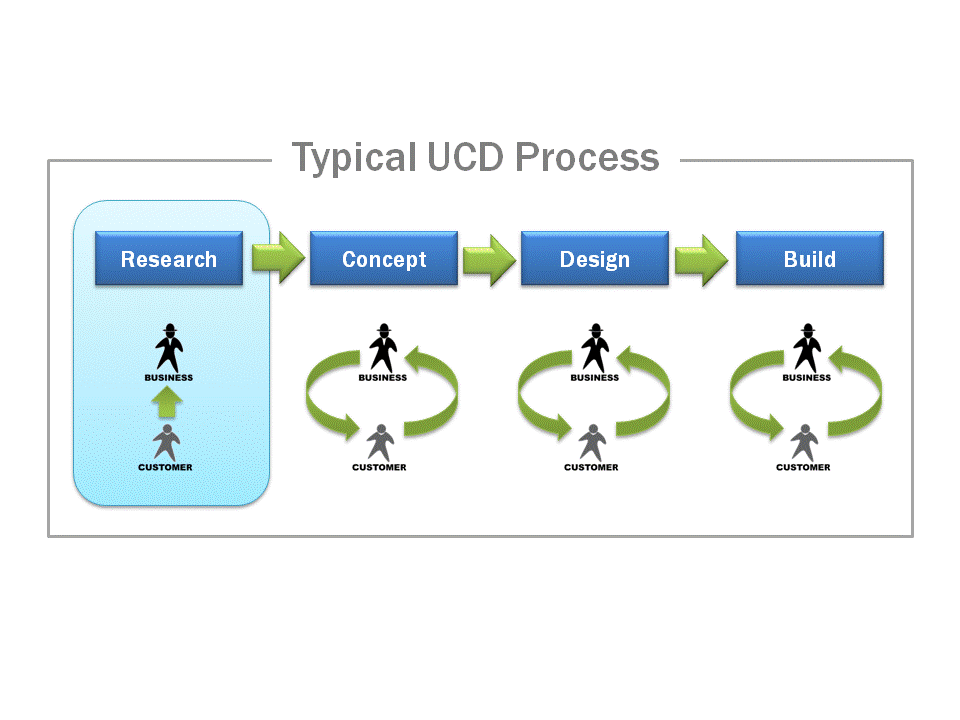 Typical UCD Process
Research
Concept
Design
Build
BUSINESS
BUSINESS
BUSINESS
BUSINESS
CUSTOMER
CUSTOMER
CUSTOMER
CUSTOMER